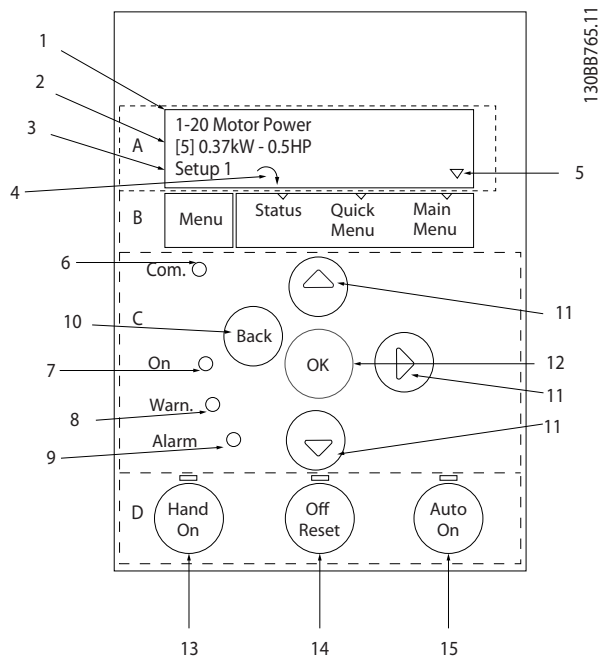 130BB765.11
1
2
3
4
5
A
1-20 Motor Power
[5] 0.37kW - 0.5HP
Setup 1
B
Menu
Status
Quick
Menu
Main
Menu
6
Com.
10
C
Back
OK
11
12
11
11
7
On
8
Warn.
9
Alarm
D
Hand
On
Off
Reset
Auto
On
13
14
15